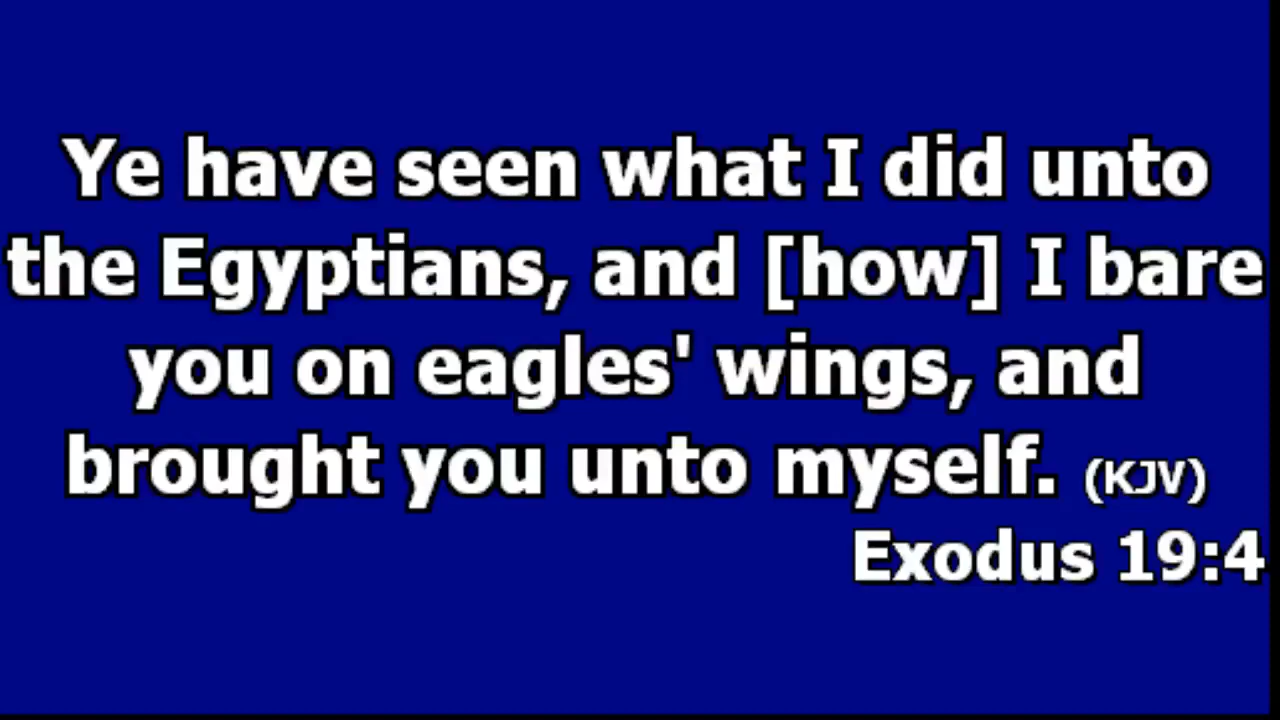 Ye have seen what I did unto
the Egyptians, and [how] I bare
you on eagles' wings, and
brought you unto myself. (KJV)
Exodus 19:4